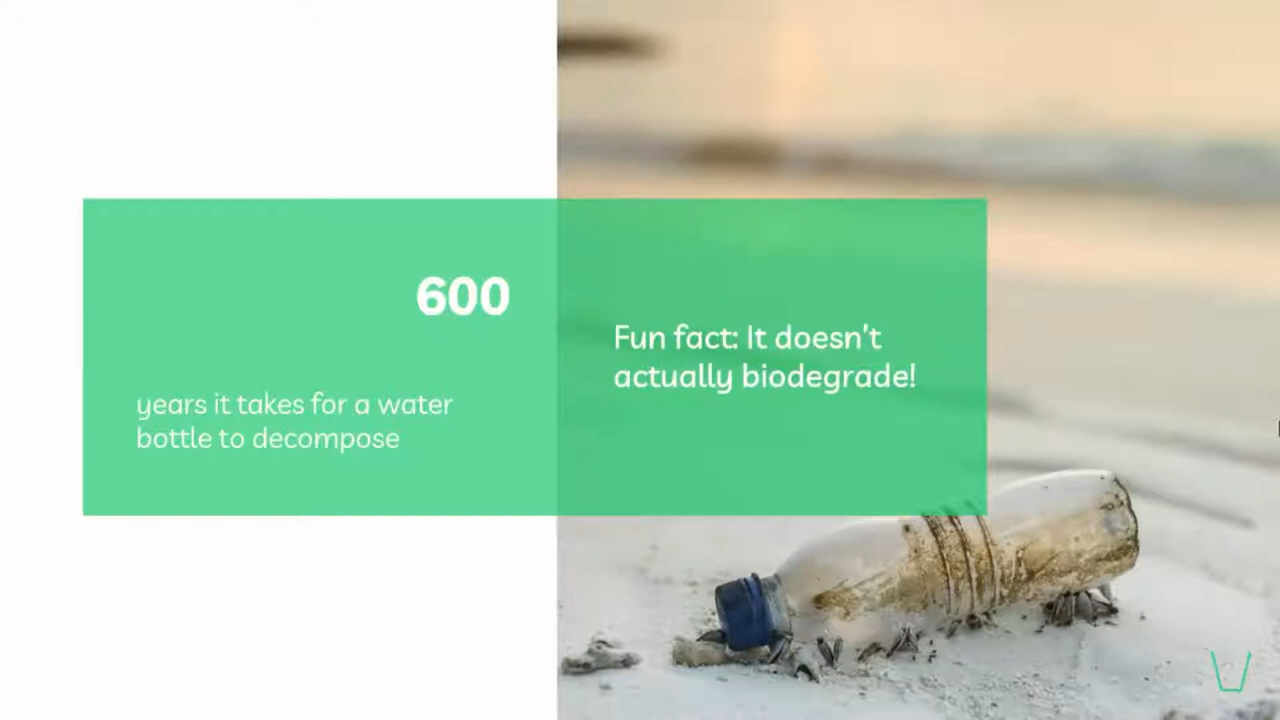 600
years it takes for a water
bottle to decompose
Fun fact: It doesn't
actually biodegrade!